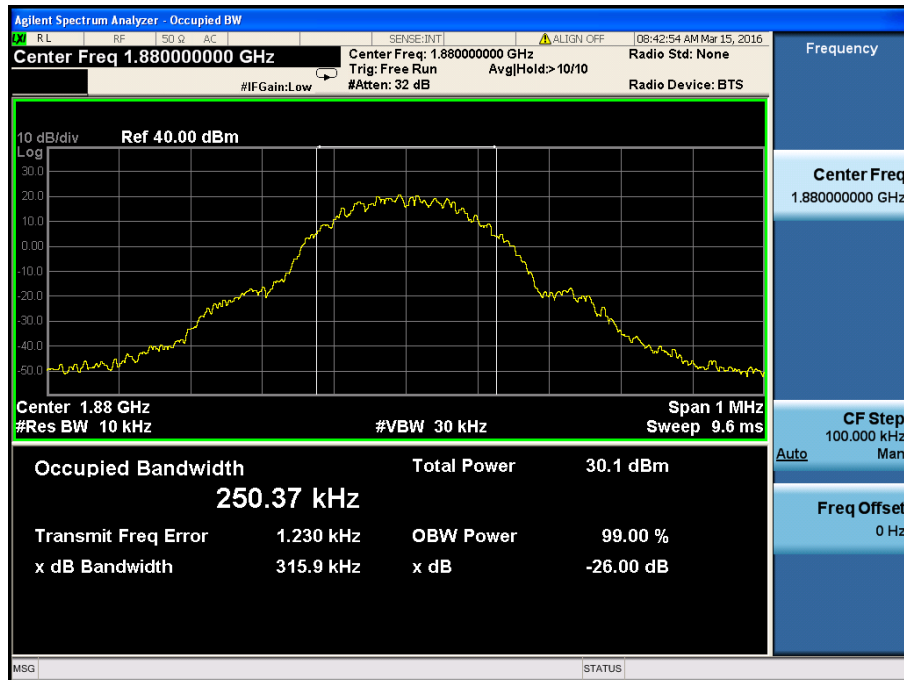 Agilent Spectrum Analyzer - Occupied BW
LXI RL RF 50 Ω AC SENSE:INT ALIGN OFF 08:42:54 AM Mar 15, 2016
Center Freq 1.880000000 GHz Center Freq: 1.880000000 GHz Radio Std: None
Trig: Free Run Avg|Hold:>10/10
#IFGain:Low #Atten: 32 dB Radio Device: BTS
10 dB/div Ref 40.00 dBm
Log
30.0
20.0
10.0
0.00
-10.0
-20.0
-30.0
-40.0
-50.0
Center 1.88 GHz Span 1 MHz
#Res BW 10 kHz #VBW 30 kHz Sweep 9.6 ms
Occupied Bandwidth Total Power 30.1 dBm
250.37 kHz
Transmit Freq Error 1.230 kHz OBW Power 99.00 %
x dB Bandwidth 315.9 kHz x dB -26.00 dB
MSG STATUS
Frequency
Center Freq
1.880000000 GHz
CF Step
100.000 kHz
Auto Man
Freq Offset
0 Hz